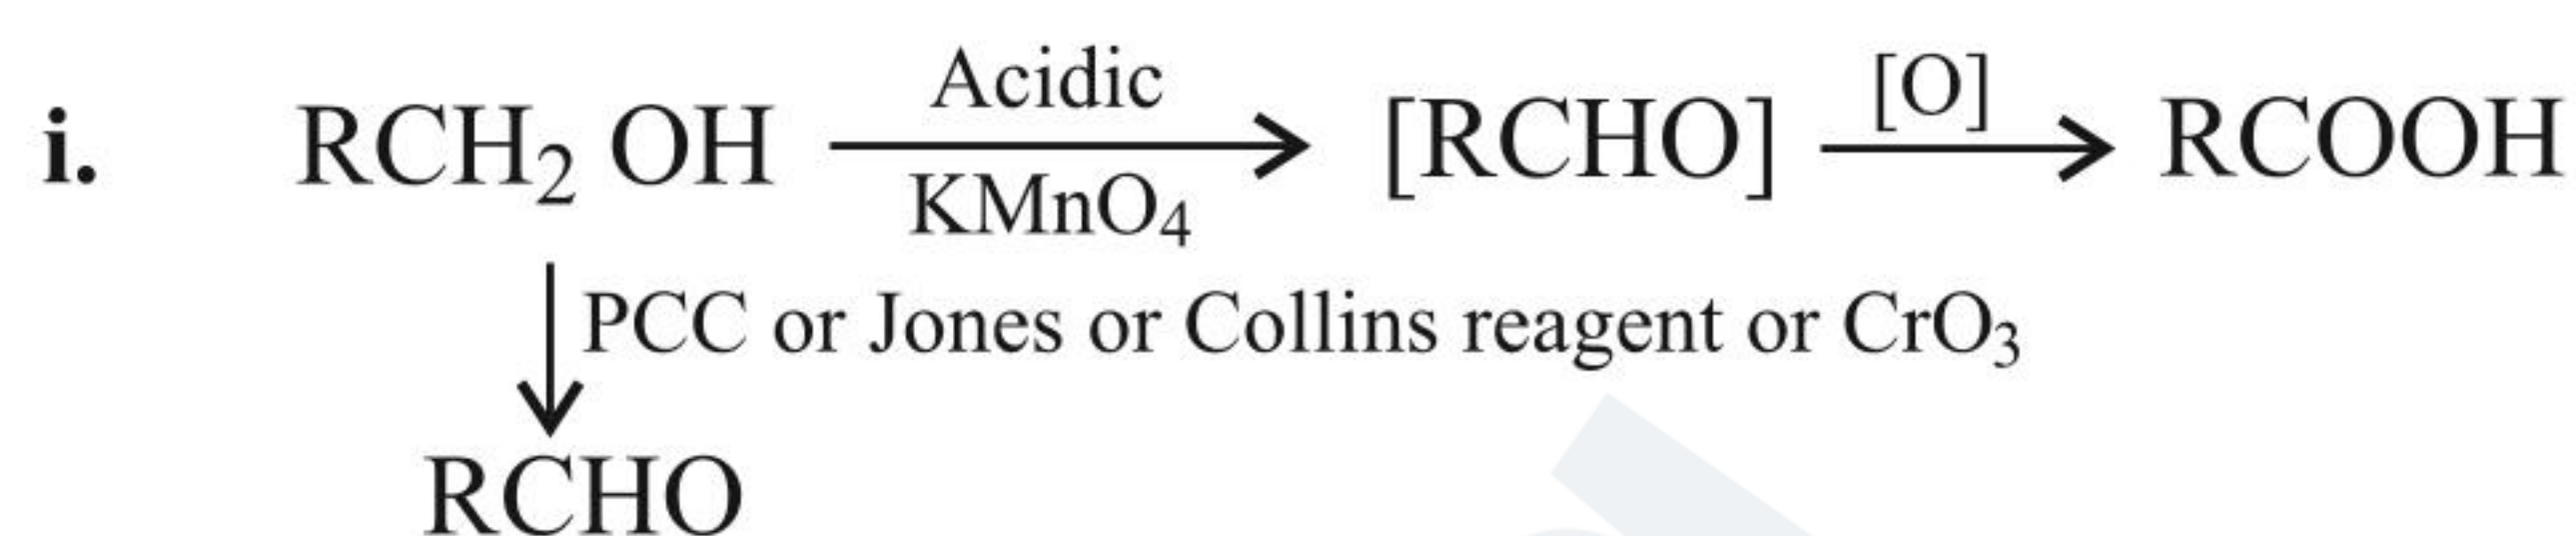 i. RCH₂ OH Acidic KMnO₄ → [RCHO] [O] → RCOOH
↓ PCC or Jones or Collins reagent or CrO₃
RCHO